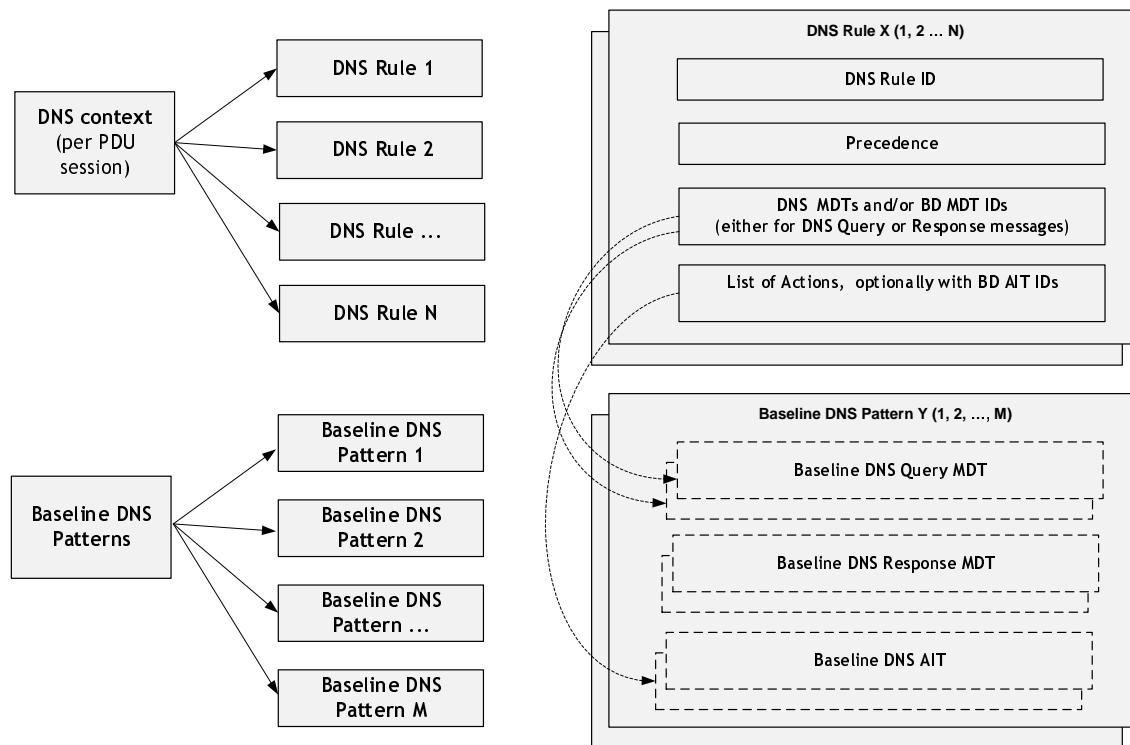 DNS context
(per PDU
session)
DNS Rule 1
DNS Rule 2
DNS Rule ...
DNS Rule N
DNS Rule X (1, 2 ... N)
DNS Rule ID
Precedence
DNS MDTs and/or BD MDT IDs
(either for DNS Query or Response messages)
List of Actions, optionally with BD AIT IDs
Baseline DNS
Patterns
Baseline DNS
Pattern 1
Baseline DNS
Pattern 2
Baseline DNS
Pattern ...
Baseline DNS
Pattern M
Baseline DNS Pattern Y (1, 2, ..., M)
Baseline DNS Query MDT
Baseline DNS Response MDT
Baseline DNS AIT